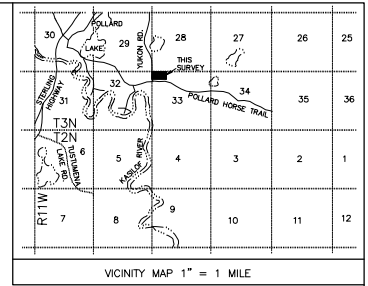 30 POLLARD 29 28 27 26 25
LAKE
YUKON RD.
THIS
SURVEY
STERLING
HIGHWAY
31 32 33 34 35 36
POLLARD HORSE TRAIL
T3N
T2N
TUSTUMENA
LAKE RD.
6 5 4 3 2 1
KASILOF RIVER
R11W
7 8 9 10 11 12
VICINITY MAP 1" = 1 MILE